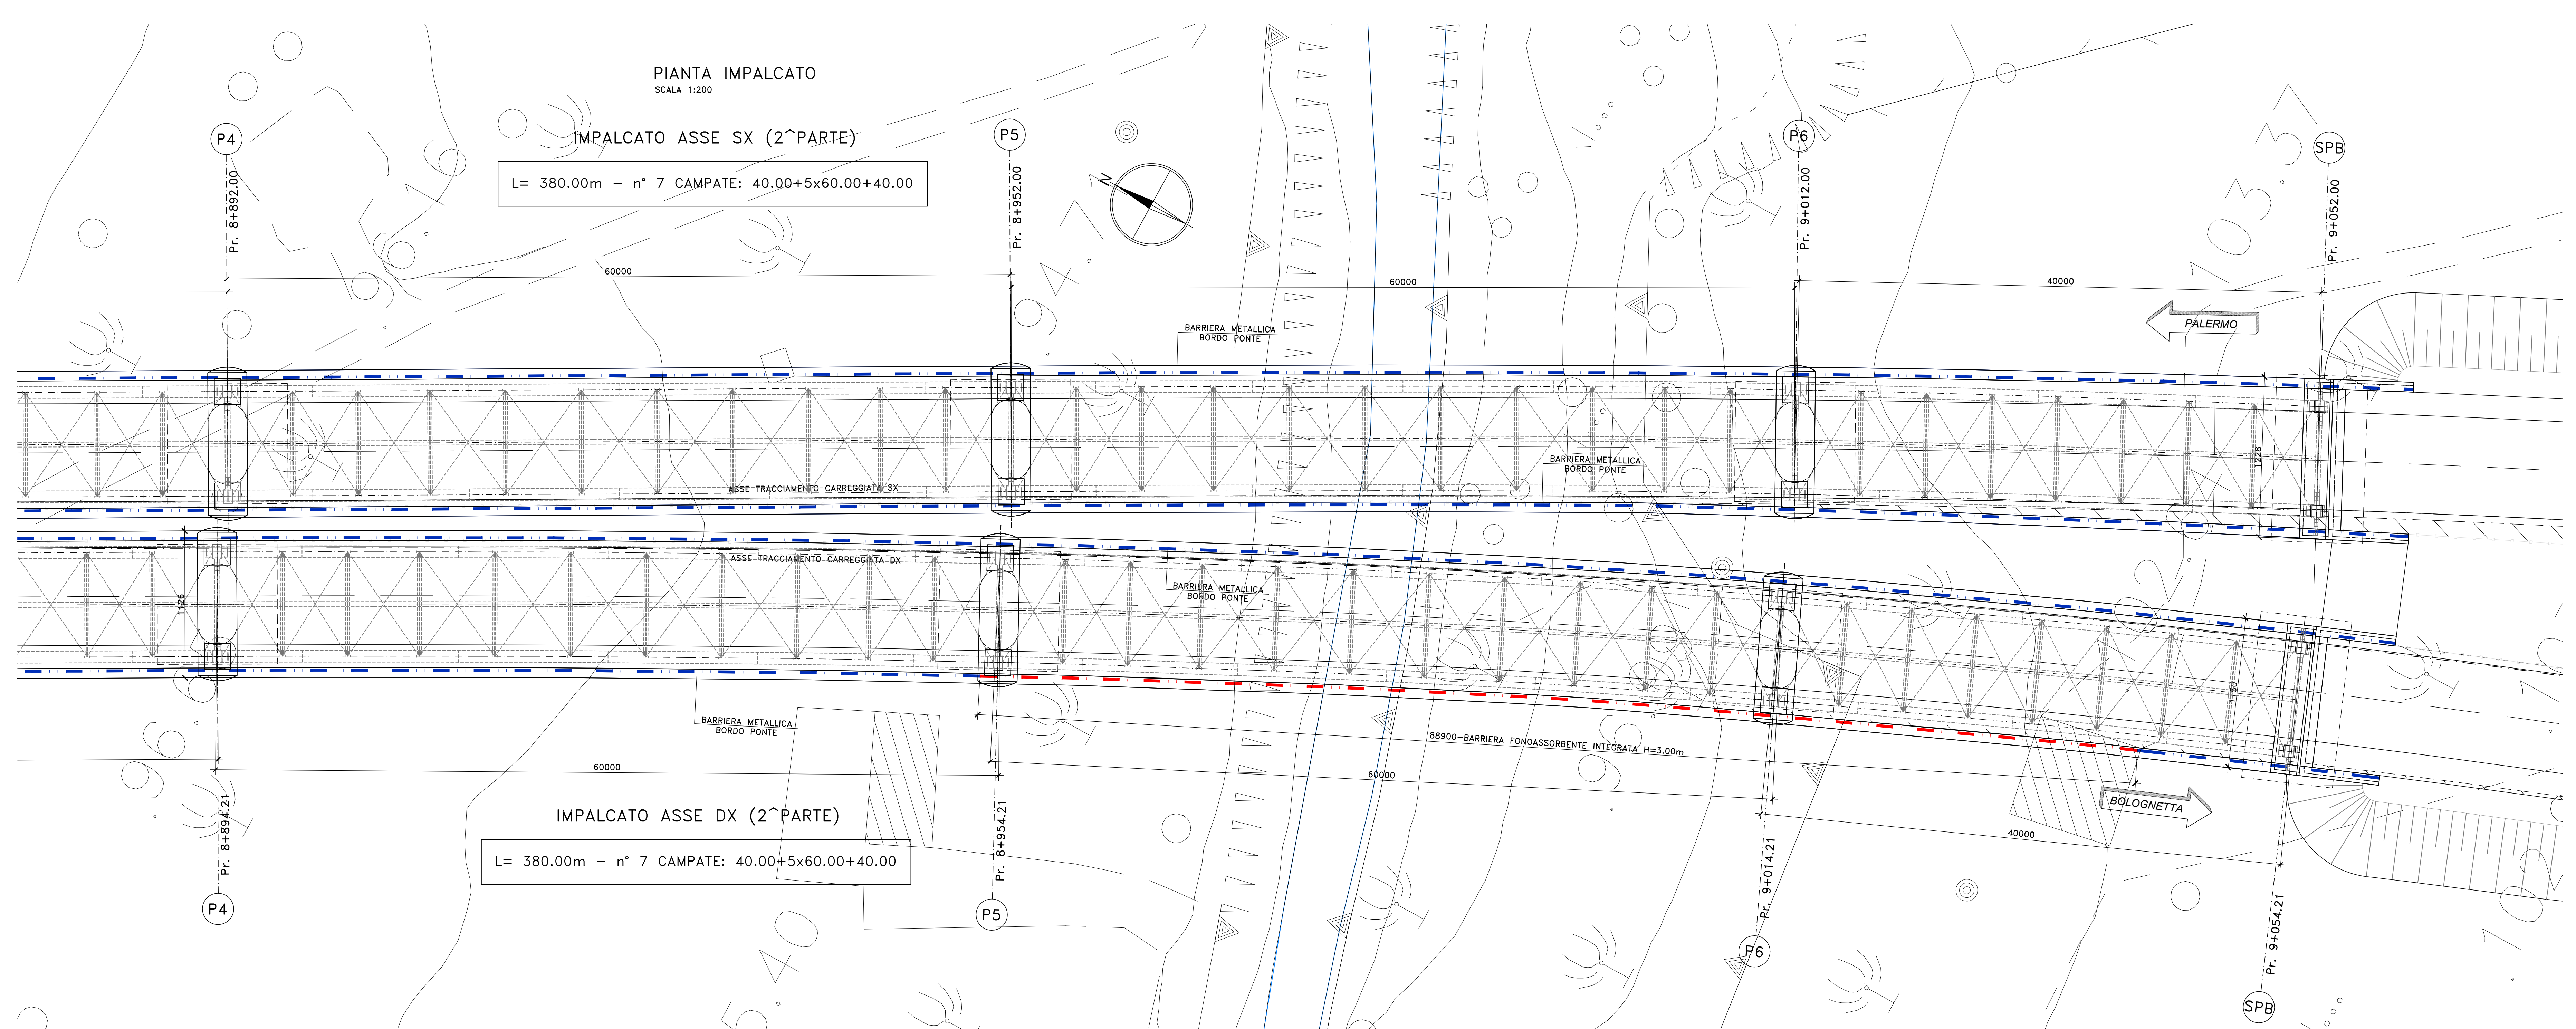 PIANTA IMPALCATO
SCALA 1:200
IMPALCATO ASSE SX (2^PARTE)
L= 380.00m – n° 7 CAMPATE: 40.00+5x60.00+40.00
P4
P5
P6
SPB
Pr. 8+892.00
Pr. 8+952.00
Pr. 9+012.00
Pr. 9+052.00
N
60000
60000
40000
PALERMO
BARRIERA METALLICA
BORDO PONTE
BARRIERA METALLICA
BORDO PONTE
1228
ASSE TRACCIAMENTO CARREGGIATA SX
ASSE TRACCIAMENTO CARREGGIATA DX
BARRIERA METALLICA
BORDO PONTE
1126
1150
BARRIERA METALLICA
BORDO PONTE
88900–BARRIERA FONOASSORBENTE INTEGRATA H=3.00m
60000
60000
40000
BOLOGNETTA
IMPALCATO ASSE DX (2^PARTE)
L= 380.00m – n° 7 CAMPATE: 40.00+5x60.00+40.00
Pr. 8+894.21
Pr. 8+954.21
Pr. 9+014.21
Pr. 9+054.21
P4
P5
P6
SPB